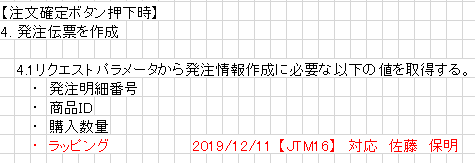 【注文確定ボタン押下時】
4. 発注伝票を作成
4.1リクエストパラメータから発注情報作成に必要な以下の値を取得する。
・ 発注明細番号
・ 商品ID
・ 購入数量
・ ラッピング 2019/12/11 【JTM16】 対応 佐藤 保明